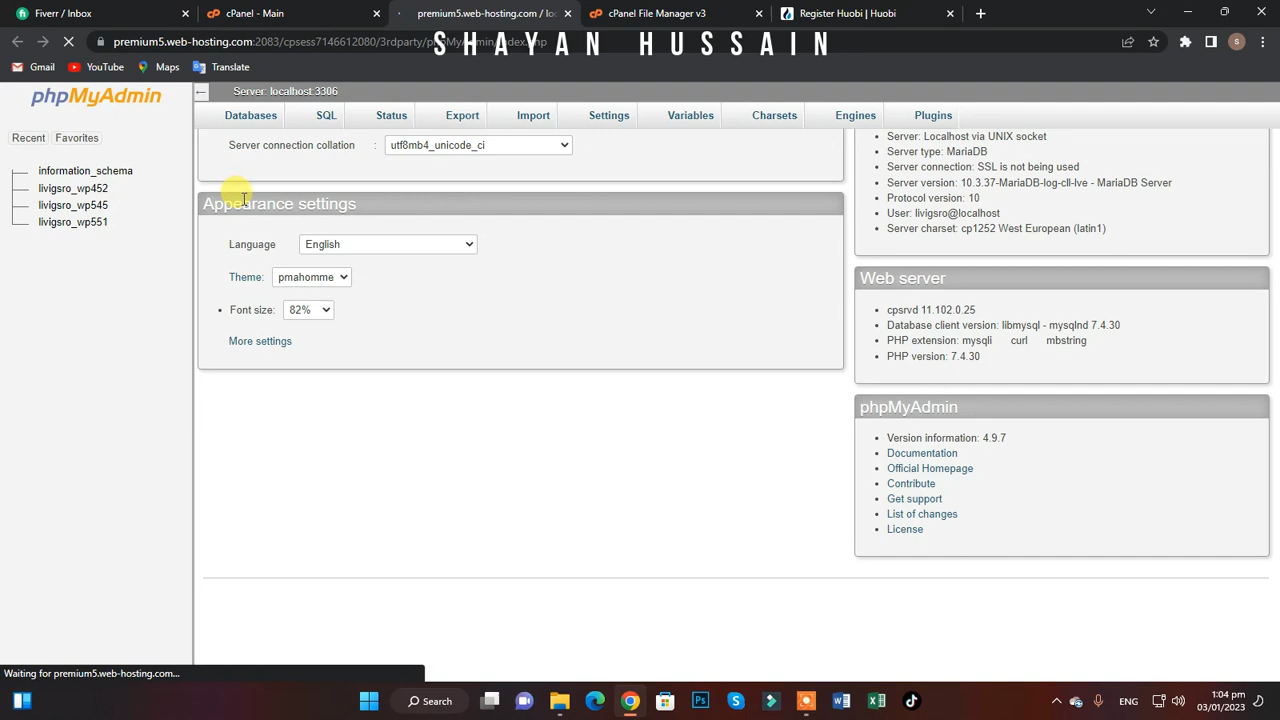 Fiverr / Inbox
cPanel - Main
premium5.web-hosting.com / loc
cPanel File Manager v3
Register Huobi | Huobi
premium5.web-hosting.com:2083/cpsess7146612080/3rdparty/phpMyAdmin/index.php
SHAYAN HUSSAIN
Gmail
YouTube
Maps
Translate
phpMyAdmin
Recent
Favorites
information_schema
livigsro_wp452
livigsro_wp545
livigsro_wp551
Server: localhost:3306
Databases
SQL
Status
Export
Import
Settings
Variables
Charsets
Engines
Plugins
Server connection collation :
utf8mb4_unicode_ci
Appearance settings
Language
English
Theme:
pmahomme
Font size:
82%
More settings
Server: Localhost via UNIX socket
Server type: MariaDB
Server connection: SSL is not being used
Server version: 10.3.37-MariaDB-log-cll-lve - MariaDB Server
Protocol version: 10
User: livigsro@localhost
Server charset: cp1252 West European (latin1)
Web server
cpsrvd 11.102.0.25
Database client version: libmysql - mysqlnd 7.4.30
PHP extension: mysqli curl mbstring
PHP version: 7.4.30
phpMyAdmin
Version information: 4.9.7
Documentation
Official Homepage
Contribute
Get support
List of changes
License
Waiting for premium5.web-hosting.com...
Search
ENG
1:04 pm
03/01/2023